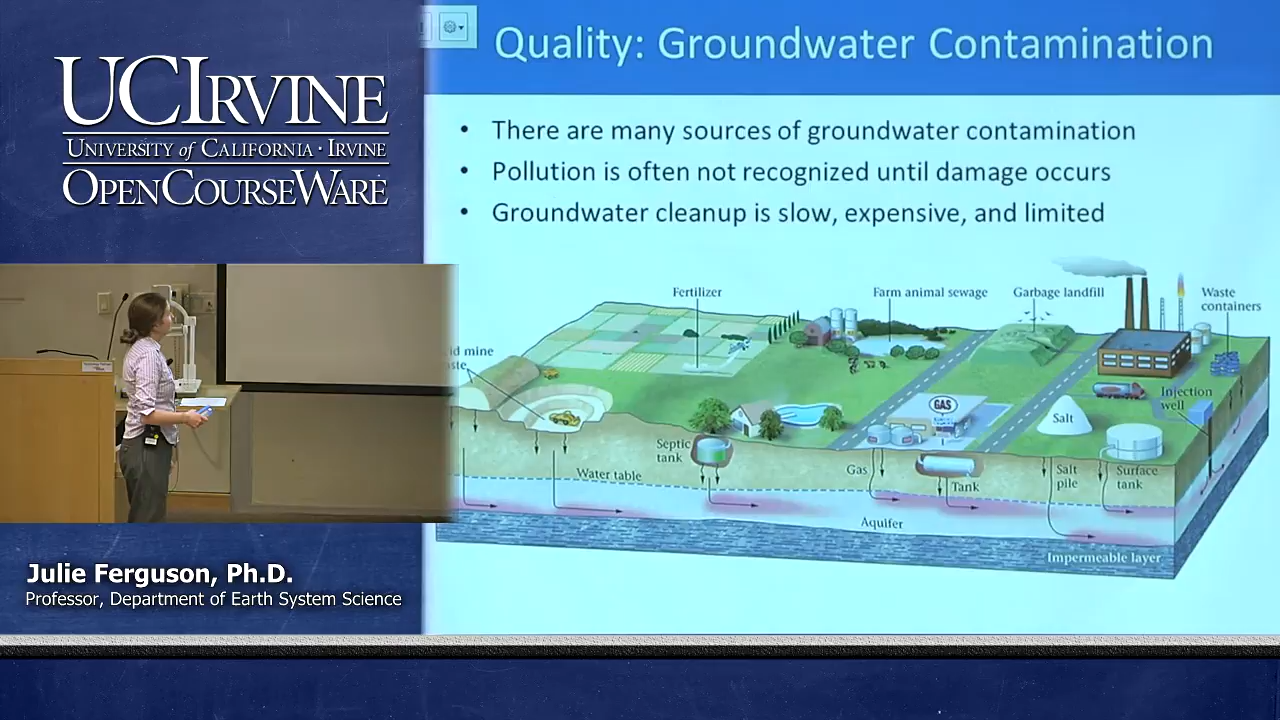 UCIRVINE
UNIVERSITY of CALIFORNIA · IRVINE
OPENCOURSEWARE
Quality: Groundwater Contamination
• There are many sources of groundwater contamination
• Pollution is often not recognized until damage occurs
• Groundwater cleanup is slow, expensive, and limited
Fertilizer
Farm animal sewage
Garbage landfill
Waste
containers
mine
GAS
Injection
well
Salt
Septic
tank
Water table
Gas
Tank
Salt
pile
Surface
tank
Aquifer
Impermeable layer
Julie Ferguson, Ph.D.
Professor, Department of Earth System Science